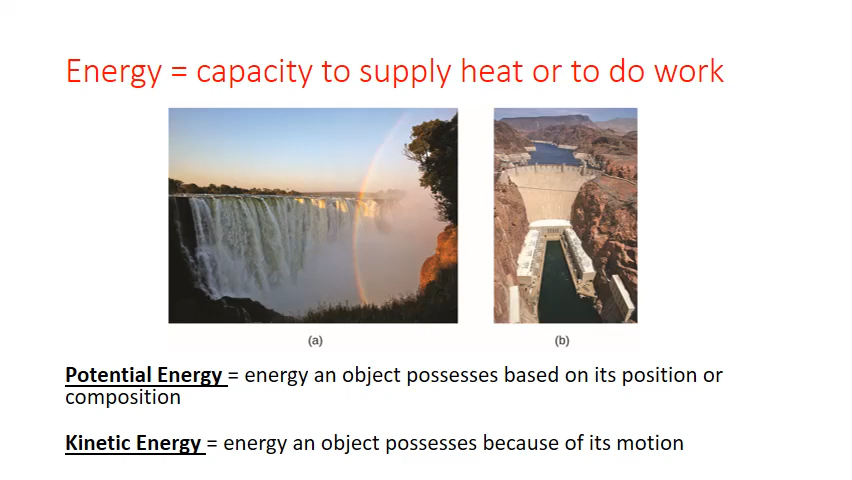 Energy = capacity to supply heat or to do work
(a)
(b)
Potential Energy = energy an object possesses based on its position or
composition
Kinetic Energy = energy an object possesses because of its motion